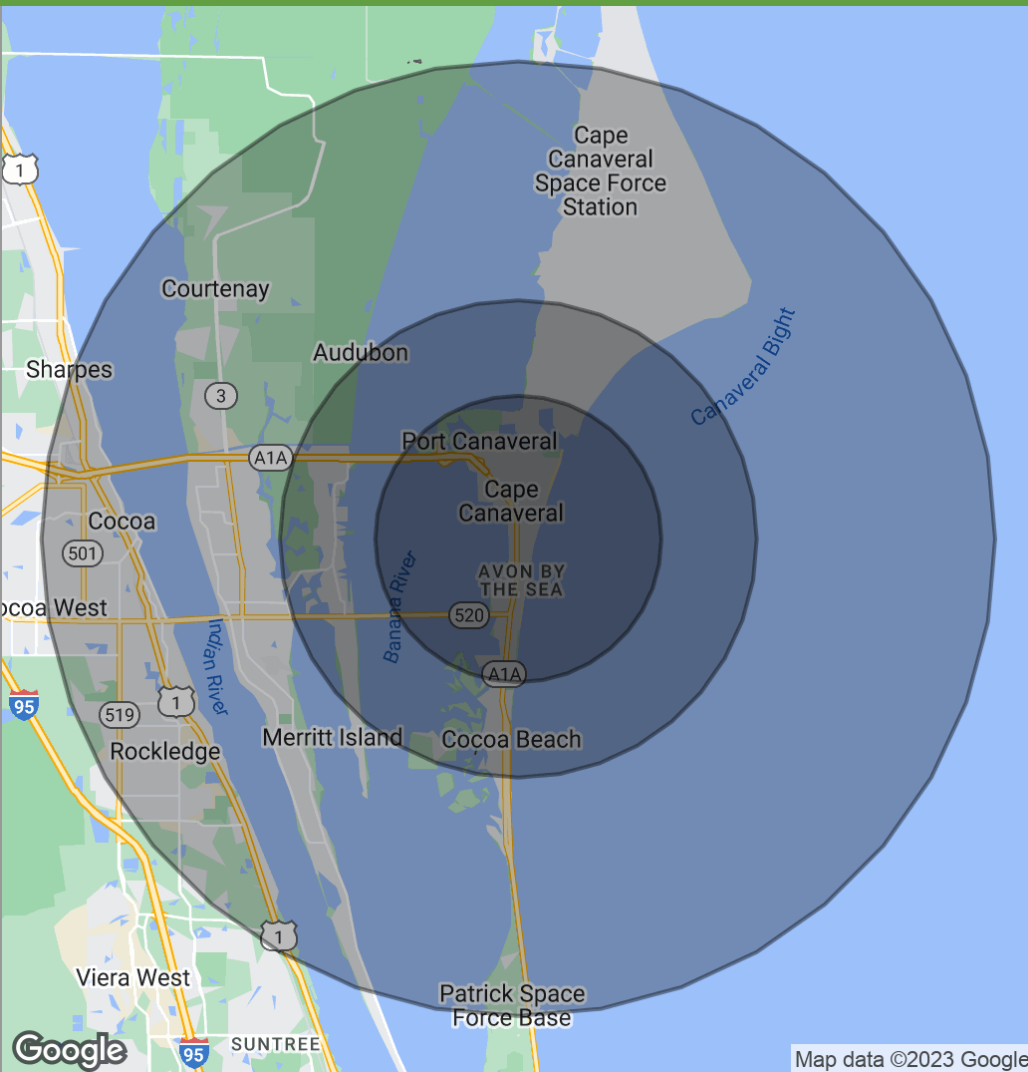 Cape
Canaveral
Space Force
Station
1
Courtenay
Canaveral Bight
Audubon
Sharpes
3
Port Canaveral
A1A
Cape
Canaveral
Cocoa
501
AVON BY
THE SEA
Banana River
ocoa West
520
Indian River
A1A
95
519
1
Rockledge
Merritt Island
Cocoa Beach
1
Viera West
Patrick Space
Force Base
SUNTREE
95
Google
Map data ©2023 Google